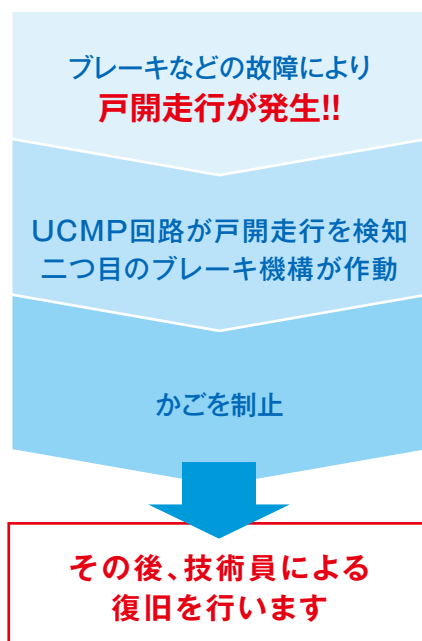 ブレーキなどの故障により
戸開走行が発生!!
UCMP回路が戸開走行を検知
二つ目のブレーキ機構が作動
かごを制止
その後、技術員による
復旧を行います